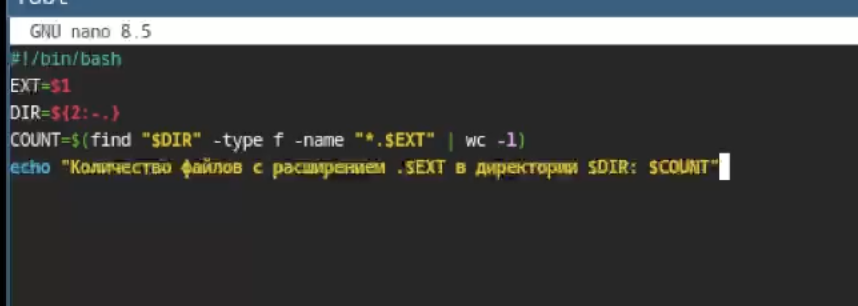 GNU nano 8.5
#!/bin/bash
EXT=$1
DIR=${2:-.}
COUNT=$(find "$DIR" -type f -name "*.$EXT" | wc -l)
echo "Количество файлов с расширением .$EXT в директории $DIR: $COUNT"